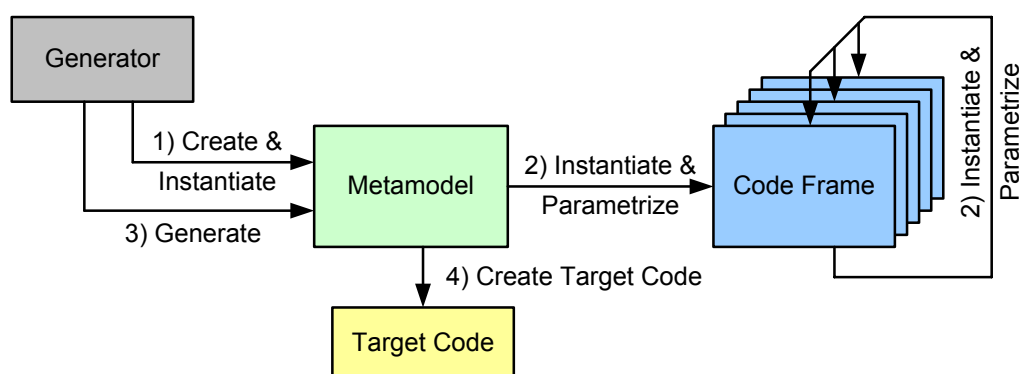 Generator
1) Create &
Instantiate
3) Generate
Metamodel
2) Instantiate &
Parametrize
Code Frame
2) Instantiate &
Parametrize
4) Create Target Code
Target Code